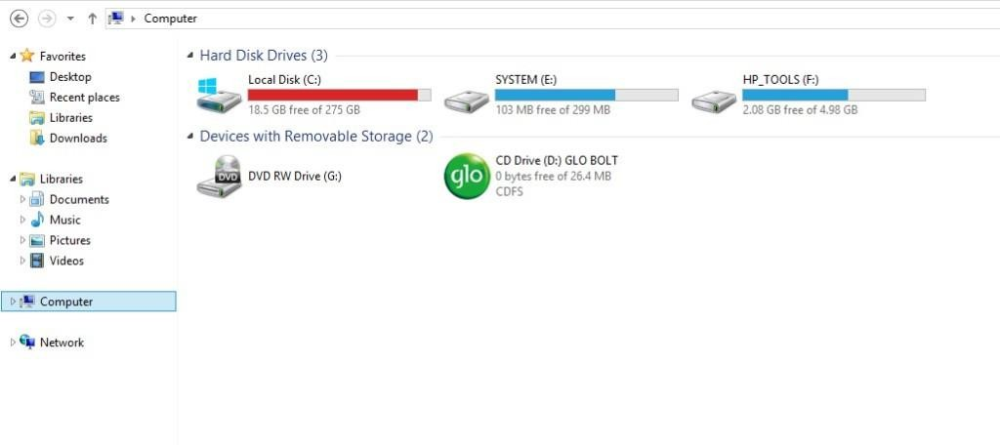 Computer
Favorites
Desktop
Recent places
Libraries
Downloads
Libraries
Documents
Music
Pictures
Videos
Computer
Network
Hard Disk Drives (3)
Local Disk (C:)
18.5 GB free of 275 GB
SYSTEM (E:)
103 MB free of 299 MB
HP_TOOLS (F:)
2.08 GB free of 4.98 GB
Devices with Removable Storage (2)
DVD
DVD RW Drive (G:)
glo
CD Drive (D:) GLO BOLT
0 bytes free of 26.4 MB
CDFS